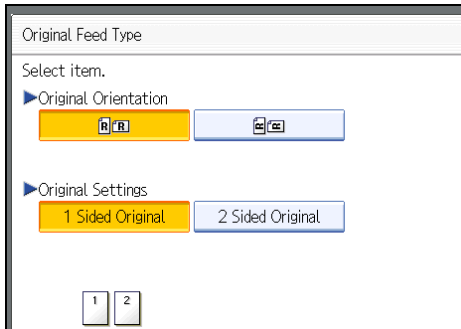 Original Feed Type
Select item.
Original Orientation
R R R R
Original Settings
1 Sided Original 2 Sided Original
1 2